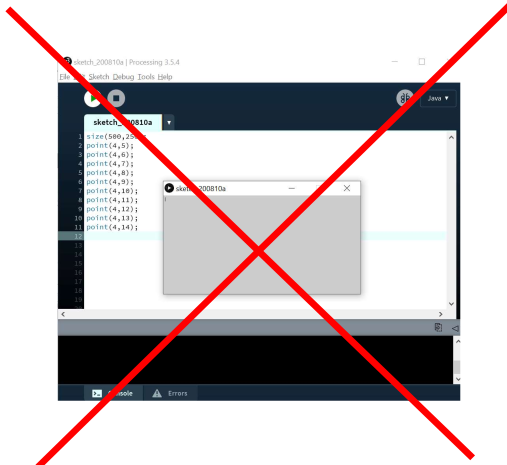 sketch_200810a | Processing 3.5.4
File Sketch Debug Tools Help
Java ▼
sketch_200810a ▼
1 size(500,250);
2 point(4,5);
3 point(4,6);
4 point(4,7);
5 point(4,8);
6 point(4,9);
7 point(4,10);
8 point(4,11);
9 point(4,12);
10 point(4,13);
11 point(4,14);
12
13
14
15
16
17
18
19
sketch_200810a
Console Errors